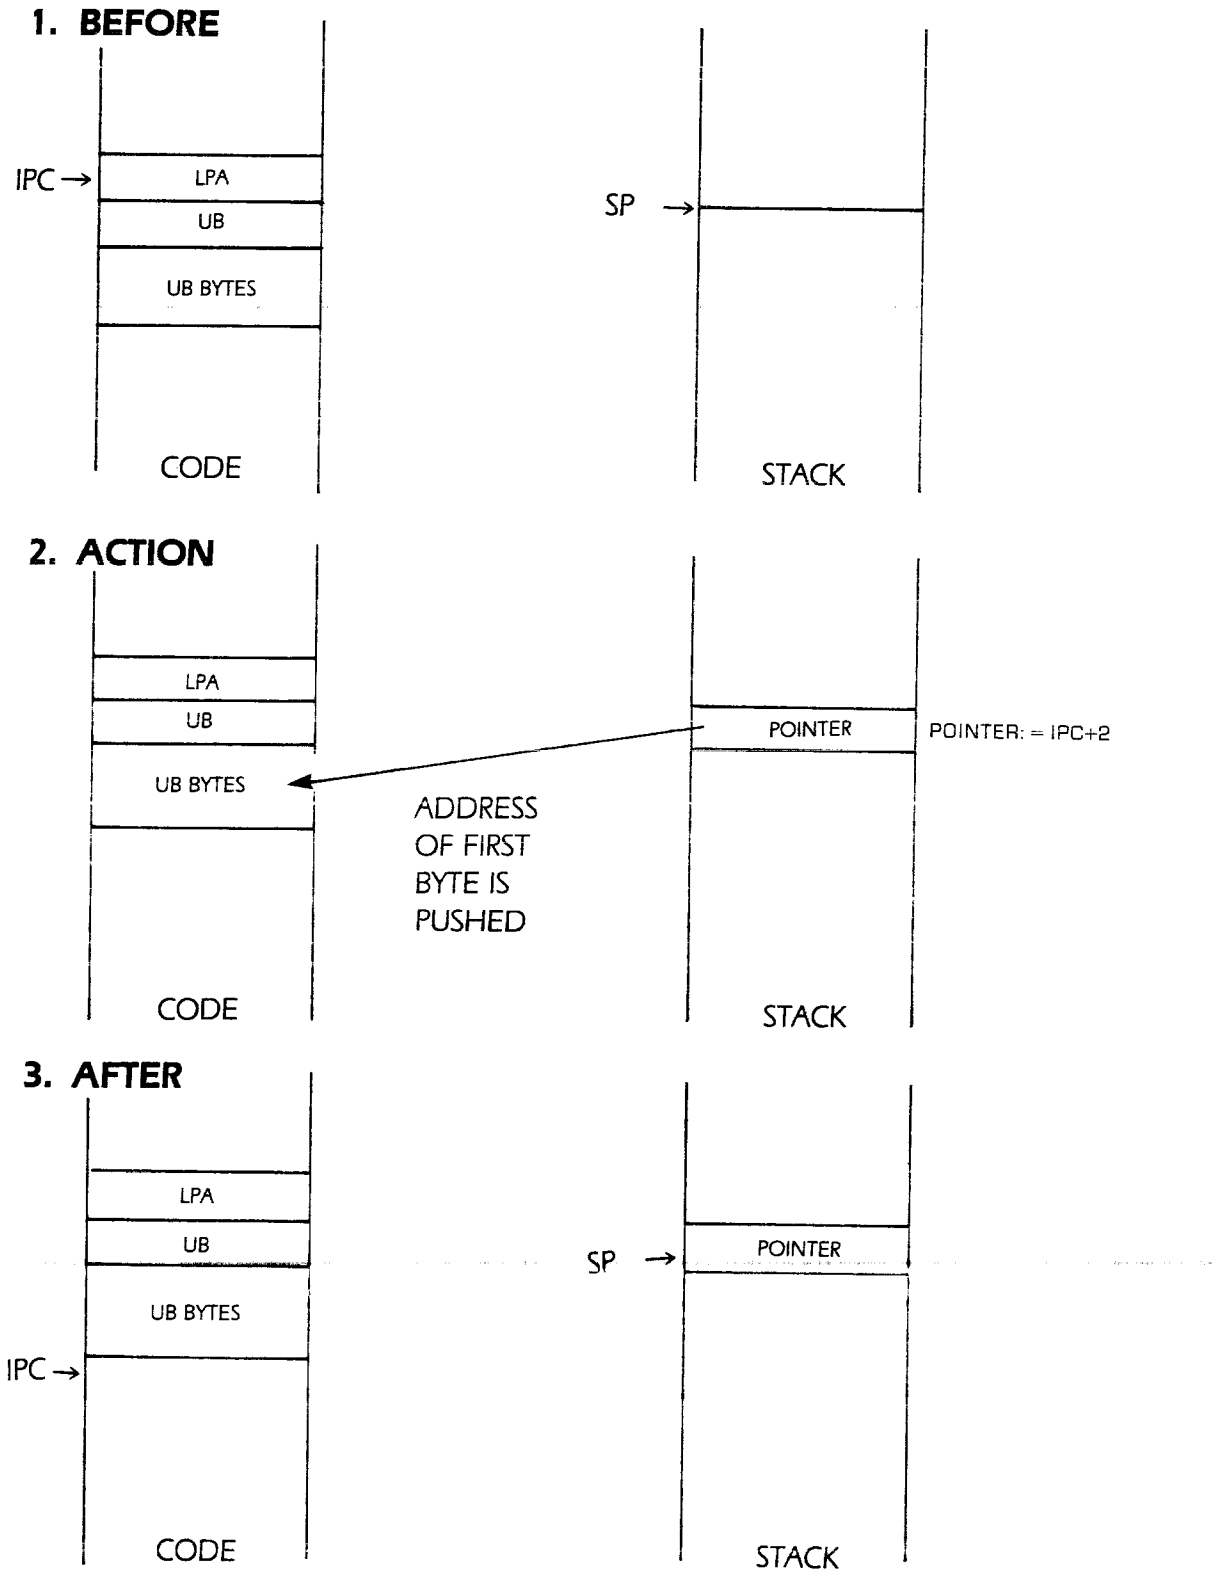 1. BEFORE
IPC →
LPA
UB
UB BYTES
CODE
SP →
STACK
2. ACTION
LPA
UB
UB BYTES
CODE
ADDRESS
OF FIRST
BYTE IS
PUSHED
POINTER
POINTER: = IPC+2
STACK
3. AFTER
LPA
UB
UB BYTES
IPC →
CODE
SP →
POINTER
STACK